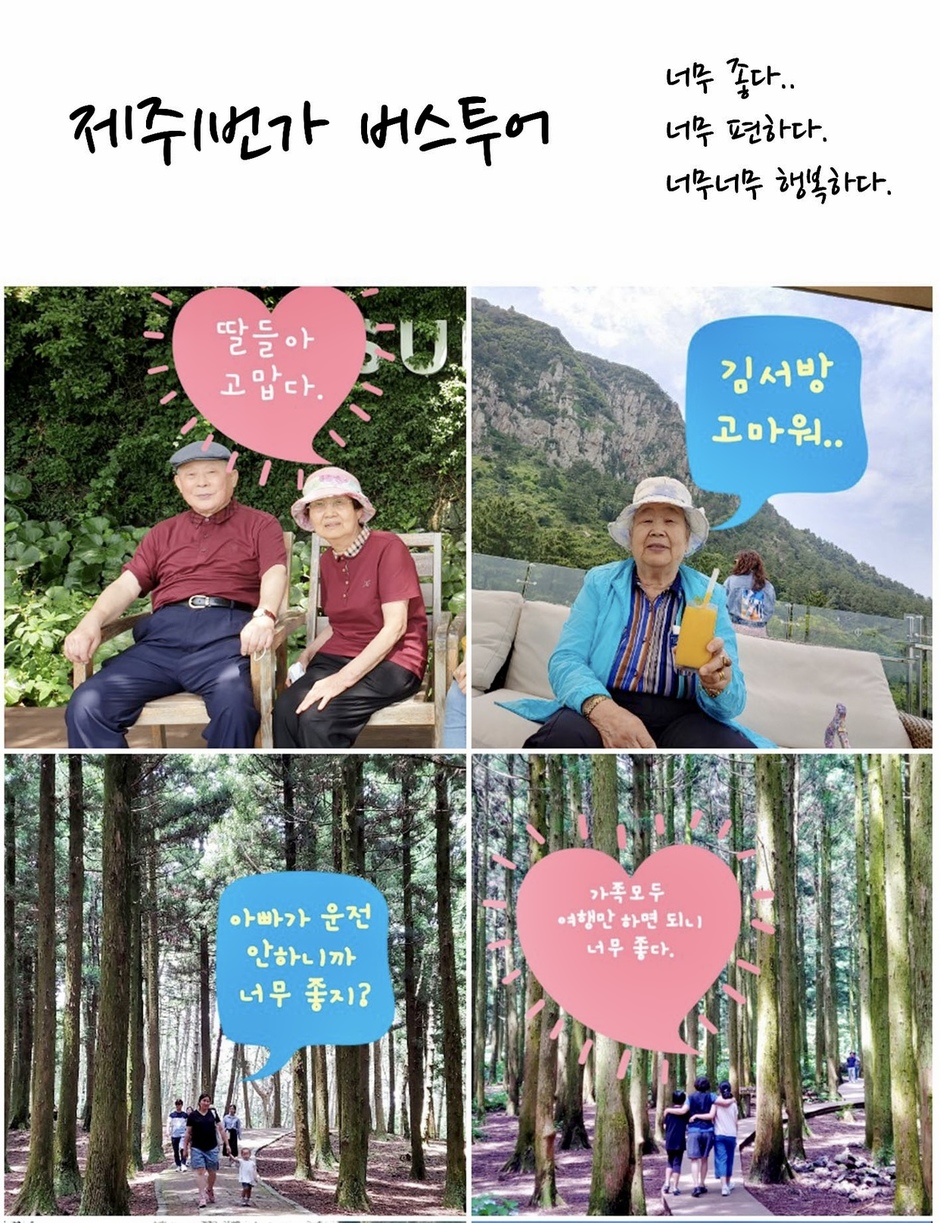 제주1번가 버스투어
너무 좋다..
너무 편하다.
너무너무 행복하다.
딸들아
고맙다.
SU
김서방
고마워..
아빠가 운전
안하니까
너무 좋지?
가족모두
여행만 하면 되니
너무 좋다.